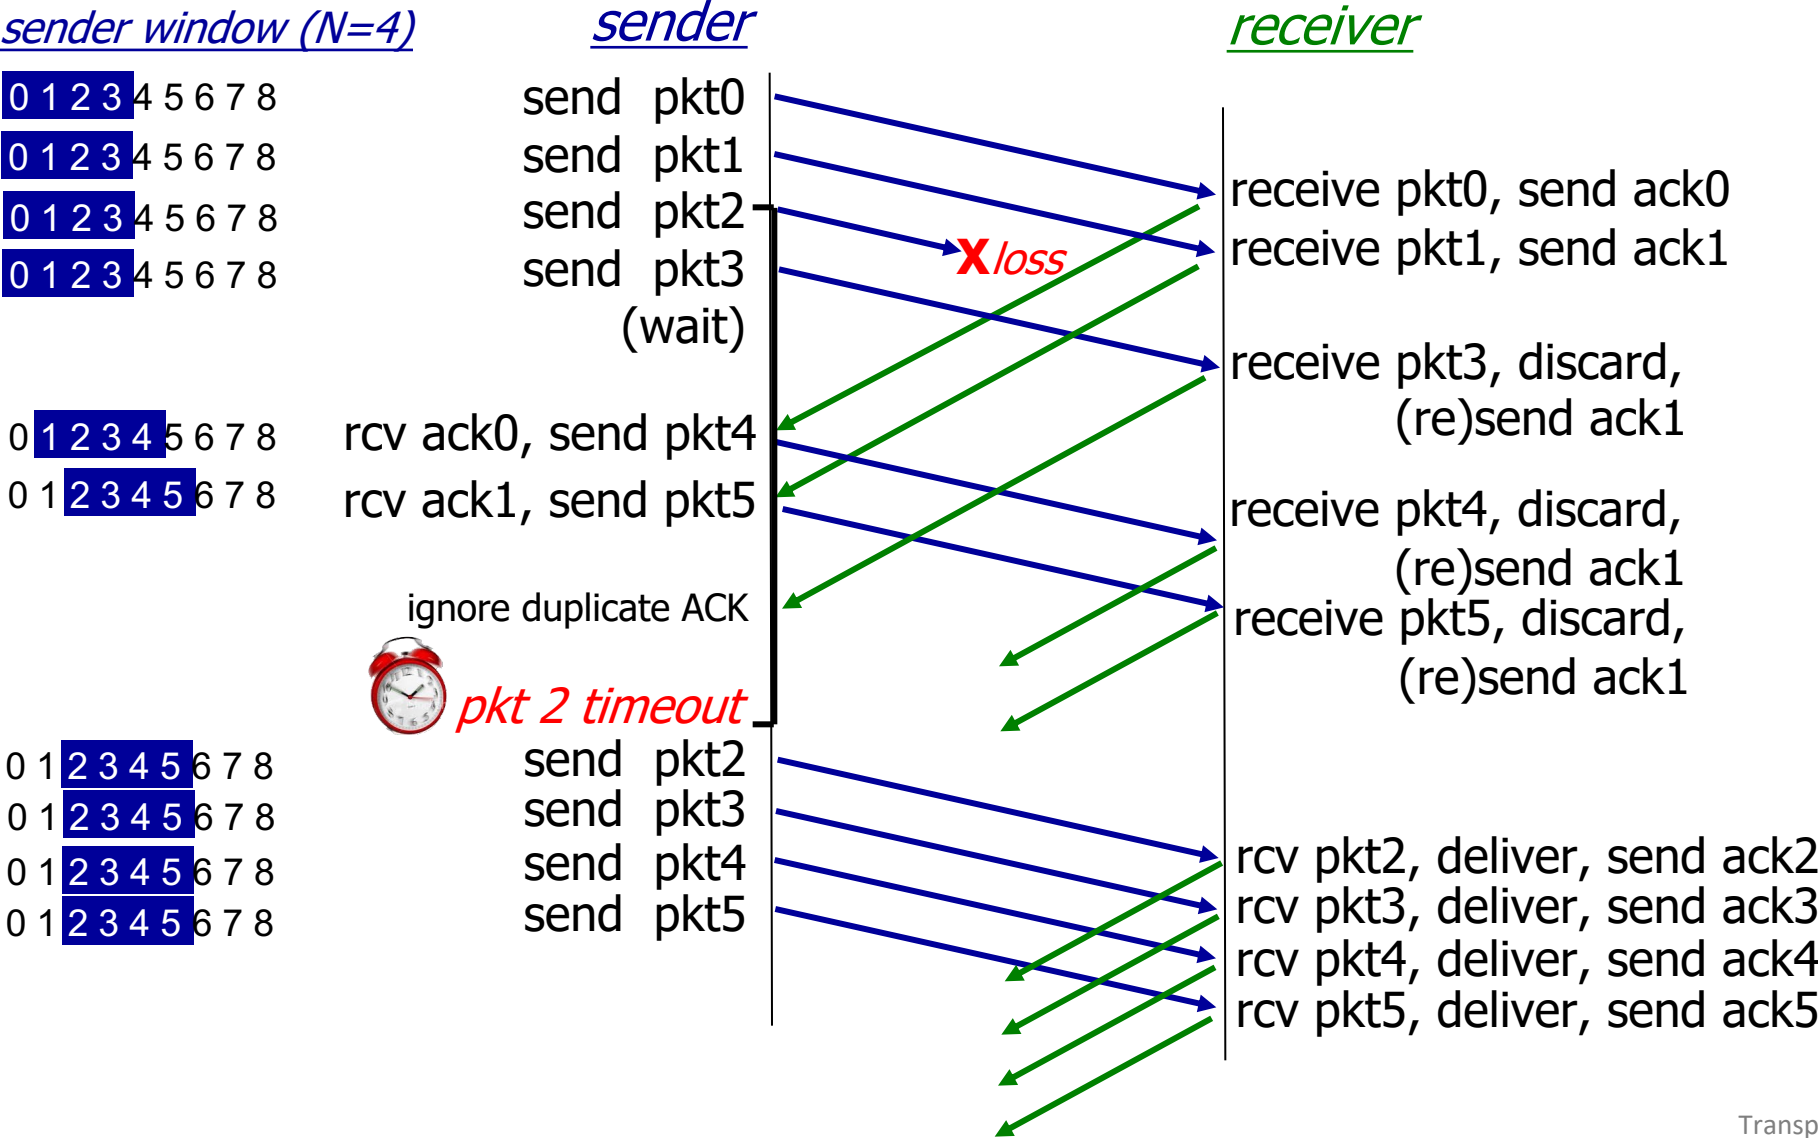 sender window (N=4) sender receiver
0 1 2 3 4 5 6 7 8 send pkt0
0 1 2 3 4 5 6 7 8 send pkt1
receive pkt0, send ack0
0 1 2 3 4 5 6 7 8 send pkt2
X loss
receive pkt1, send ack1
0 1 2 3 4 5 6 7 8 send pkt3
(wait)
receive pkt3, discard,
(re)send ack1
0 1 2 3 4 5 6 7 8 rcv ack0, send pkt4
0 1 2 3 4 5 6 7 8 rcv ack1, send pkt5
receive pkt4, discard,
(re)send ack1
ignore duplicate ACK
receive pkt5, discard,
(re)send ack1
pkt 2 timeout
0 1 2 3 4 5 6 7 8 send pkt2
0 1 2 3 4 5 6 7 8 send pkt3
0 1 2 3 4 5 6 7 8 send pkt4
0 1 2 3 4 5 6 7 8 send pkt5
rcv pkt2, deliver, send ack2
rcv pkt3, deliver, send ack3
rcv pkt4, deliver, send ack4
rcv pkt5, deliver, send ack5
Transp